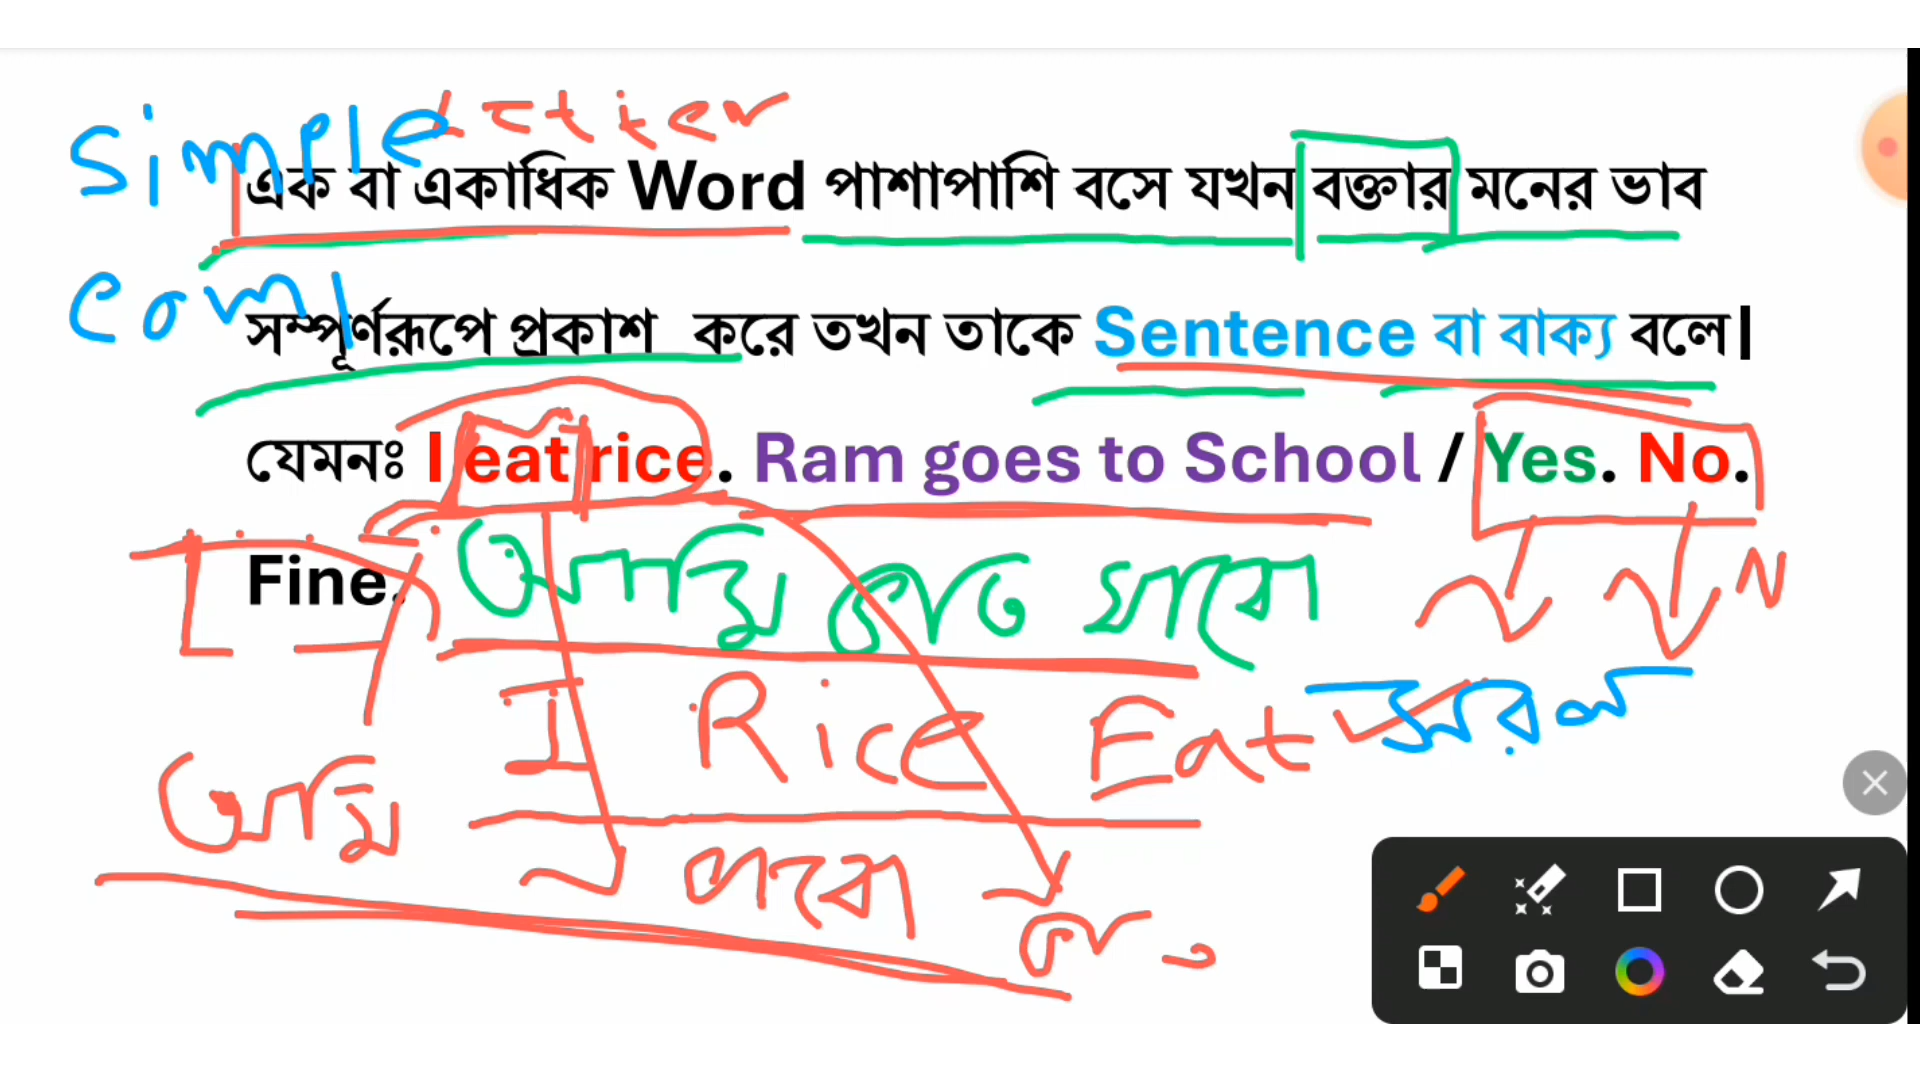 Simple Letter
এক বা একাধিক Word পাশাপাশি বসে যখন বক্তার মনের ভাব
coml
সম্পূর্ণরূপে প্রকাশ করে তখন তাকে Sentence বা বাক্য বলে।
যেমনঃ I eat rice. Ram goes to School / Yes. No.
Fine. আমি খেতে যাবো
I Rice Eat সরল
আমি যাবো